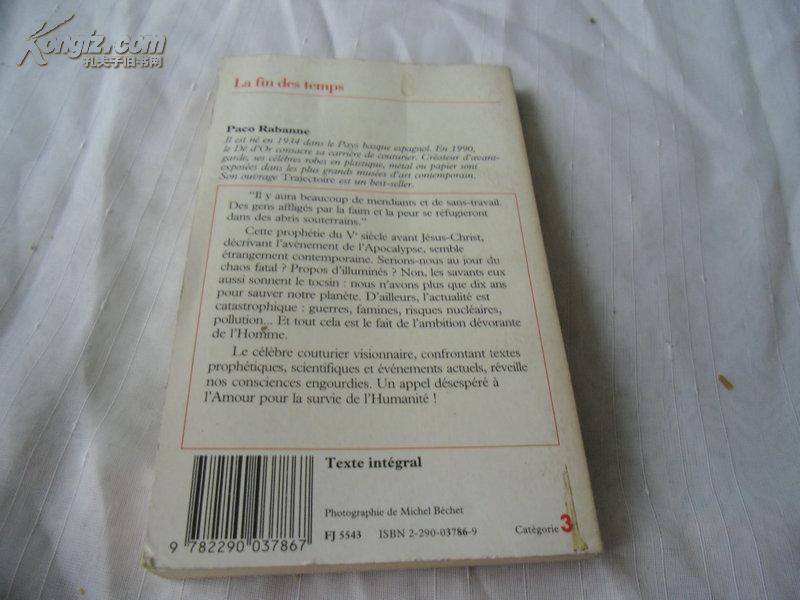 Kongfz.com
孔夫子旧书网
La fin des temps
Paco Rabanne
Il est né en 1934 dans le Pays basque espagnol. En 1990,
le Dé d'Or consacre sa carrière de couturier. Créateur d'avant-
garde, ses célèbres robes en plastique, métal ou papier sont
exposées dans les plus grands musées d'art contemporain.
Son ouvrage Trajectoire est un best-seller.
"Il y aura beaucoup de mendiants et de sans-travail.
Des gens affligés par la faim et la peur se réfugieront
dans des abris souterrains."
Cette prophétie du Ve siècle avant Jésus-Christ,
décrivant l'avènement de l'Apocalypse, semble
étrangement contemporaine. Serions-nous au jour du
chaos fatal ? Propos d'illuminés ? Non, les savants eux
aussi sonnent le tocsin : nous n'avons plus que dix ans
pour sauver notre planète. D'ailleurs, l'actualité est
catastrophique : guerres, famines, risques nucléaires,
pollution... Et tout cela est le fait de l'ambition dévorante
de l'Homme.
Le célèbre couturier visionnaire, confrontant textes
prophétiques, scientifiques et événements actuels, réveille
nos consciences engourdies. Un appel désespéré à
l'Amour pour la survie de l'Humanité !
Texte intégral
Photographie de Michel Béchet
FJ 5543 ISBN 2-290-03786-9 Catégorie 3
9 782290 037867